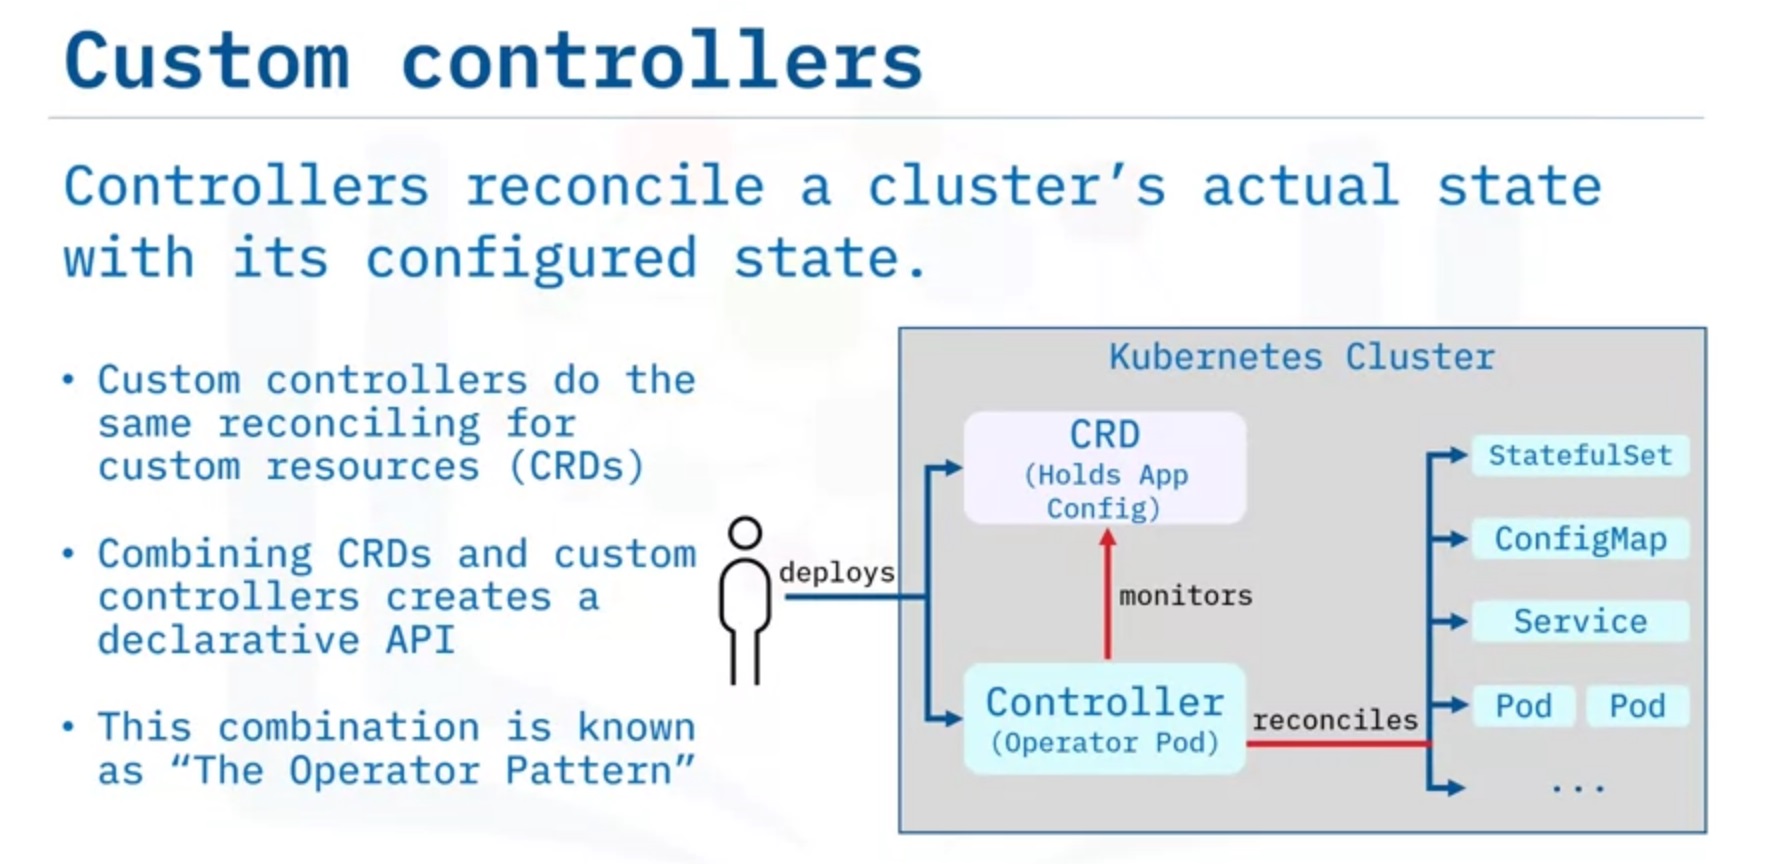 Custom controllers
Controllers reconcile a cluster’s actual state
with its configured state.
• Custom controllers do the
same reconciling for
custom resources (CRDs)
• Combining CRDs and custom
controllers creates a
declarative API
• This combination is known
as “The Operator Pattern”
deploys
Kubernetes Cluster
CRD
(Holds App
Config)
monitors
Controller
(Operator Pod)
reconciles
StatefulSet
ConfigMap
Service
Pod Pod
...